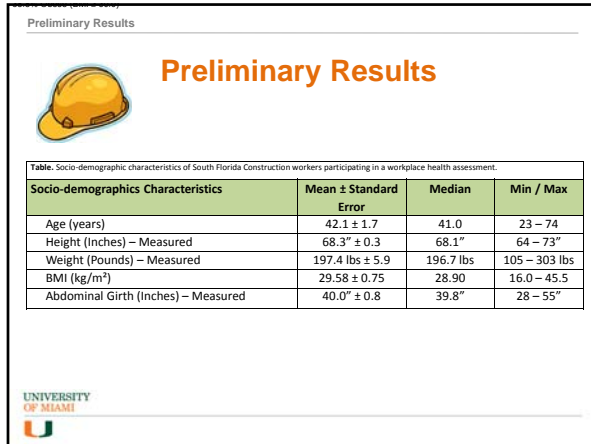 Preliminary Results
Preliminary Results
Table. Socio-demographic characteristics of South Florida Construction workers participating in a workplace health assessment.
Socio-demographics Characteristics Mean ± Standard Error Median Min / Max
Age (years) 42.1 ± 1.7 41.0 23 – 74
Height (Inches) – Measured 68.3” ± 0.3 68.1” 64 – 73”
Weight (Pounds) – Measured 197.4 lbs ± 5.9 196.7 lbs 105 – 303 lbs
BMI (kg/m²) 29.58 ± 0.75 28.90 16.0 – 45.5
Abdominal Girth (Inches) – Measured 40.0” ± 0.8 39.8” 28 – 55”
UNIVERSITY
OF MIAMI